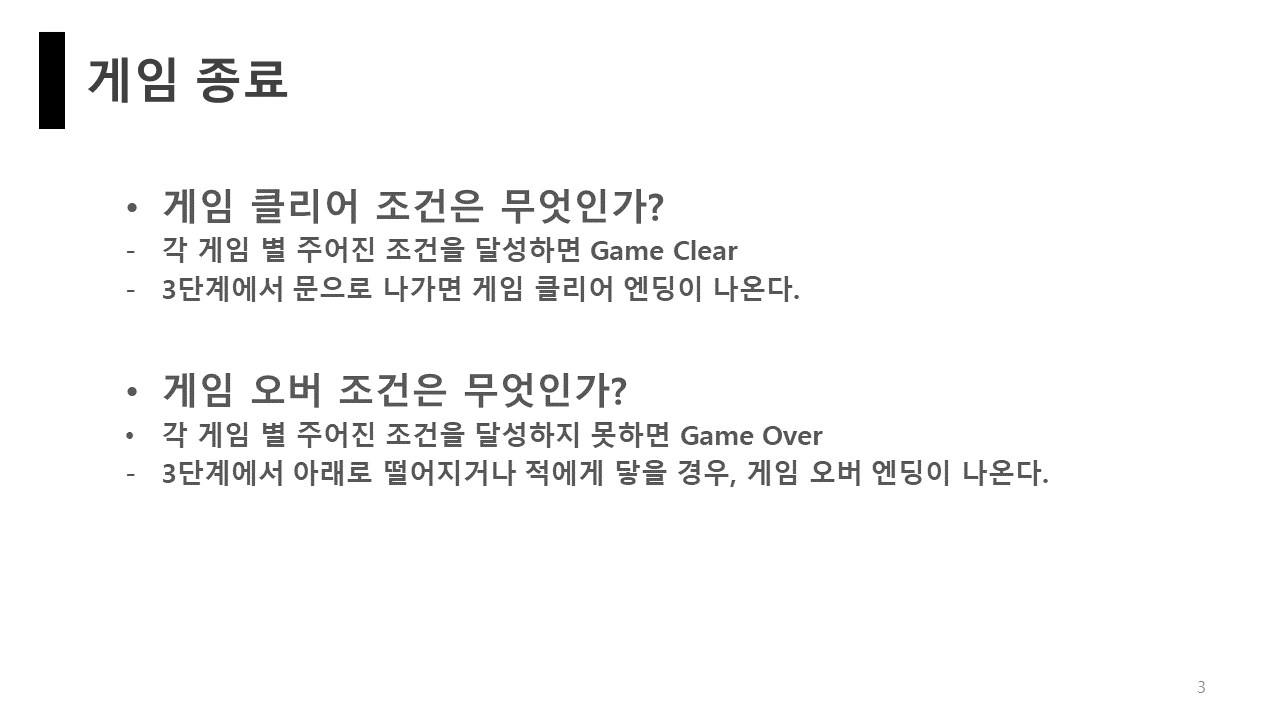 게임 종료
• 게임 클리어 조건은 무엇인가?
- 각 게임 별 주어진 조건을 달성하면 Game Clear
- 3단계에서 문으로 나가면 게임 클리어 엔딩이 나온다.
• 게임 오버 조건은 무엇인가?
• 각 게임 별 주어진 조건을 달성하지 못하면 Game Over
- 3단계에서 아래로 떨어지거나 적에게 닿을 경우, 게임 오버 엔딩이 나온다.
3